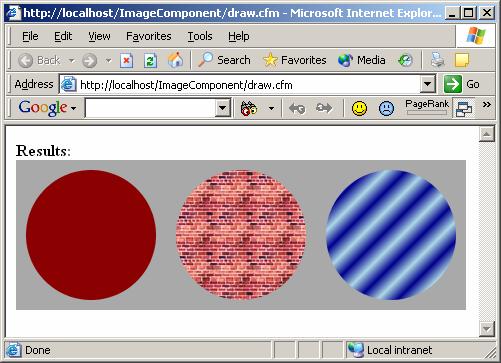 http://localhost/ImageComponent/draw.cfm - Microsoft Internet Explor...
File Edit View Favorites Tools Help
Back Search Favorites Media
Address http://localhost/ImageComponent/draw.cfm Go
Google PageRank
Results:
Done Local intranet